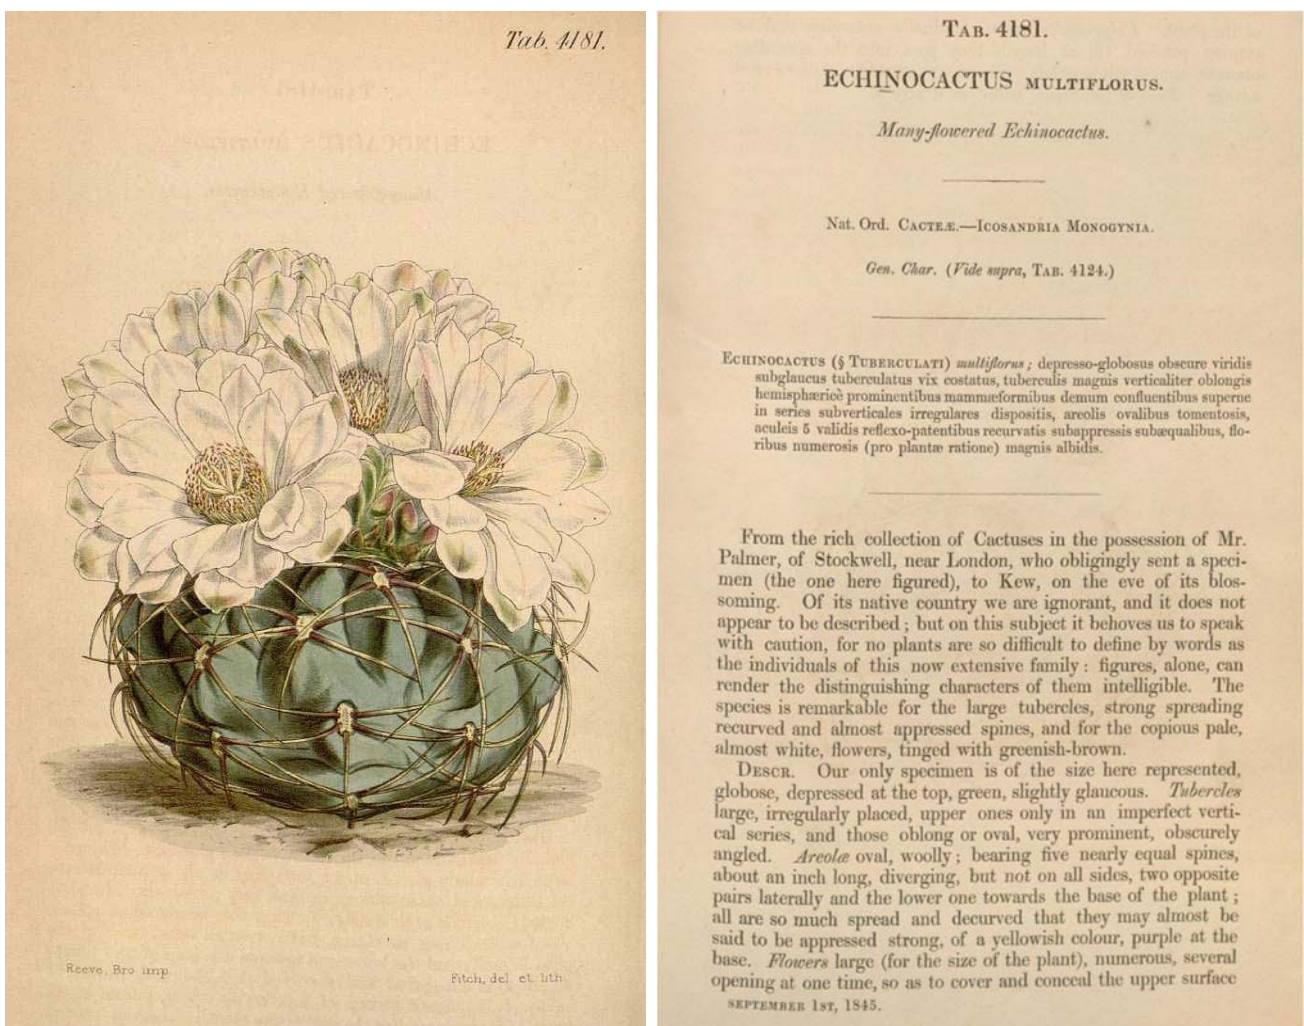 Tab. 4181.
Reeve, Bro imp.
Fitch, del et lith
TAB. 4181.
ECHINOCACTUS MULTIFLORUS.
Many-flowered Echinocactus.
Nat. Ord. CACTEÆ.—ICOSANDRIA MONOGYNIA.
Gen. Char. (Vide supra, TAB. 4124.)
ECHINOCACTUS (§ TUBERCULATI) multiflorus; depresso-globosus obscure viridis
subglaucus tuberculatus vix costatus, tuberculis magnis verticaliter oblongis
hemisphæricè prominentibus mammæformibus demum confluentibus superne
in series subverticales irregulares dispositis, areolis ovalibus tomentosis,
aculeis 5 validis reflexo-patentibus recurvatis subappressis subæqualibus, flo-
ribus numerosis (pro plantæ ratione) magnis albidis.
From the rich collection of Cactuses in the possession of Mr.
Palmer, of Stockwell, near London, who obligingly sent a speci-
men (the one here figured), to Kew, on the eve of its blos-
soming. Of its native country we are ignorant, and it does not
appear to be described; but on this subject it behoves us to speak
with caution, for no plants are so difficult to define by words as
the individuals of this now extensive family: figures, alone, can
render the distinguishing characters of them intelligible. The
species is remarkable for the large tubercles, strong spreading
recurved and almost appressed spines, and for the copious pale,
almost white, flowers, tinged with greenish-brown.
DESCR. Our only specimen is of the size here represented,
globose, depressed at the top, green, slightly glaucous. Tubercles
large, irregularly placed, upper ones only in an imperfect verti-
cal series, and those oblong or oval, very prominent, obscurely
angled. Areolæ oval, woolly; bearing five nearly equal spines,
about an inch long, diverging, but not on all sides, two opposite
pairs laterally and the lower one towards the base of the plant;
all are so much spread and decurved that they may almost be
said to be appressed strong, of a yellowish colour, purple at the
base. Flowers large (for the size of the plant), numerous, several
opening at one time, so as to cover and conceal the upper surface
SEPTEMBER 1ST, 1845.